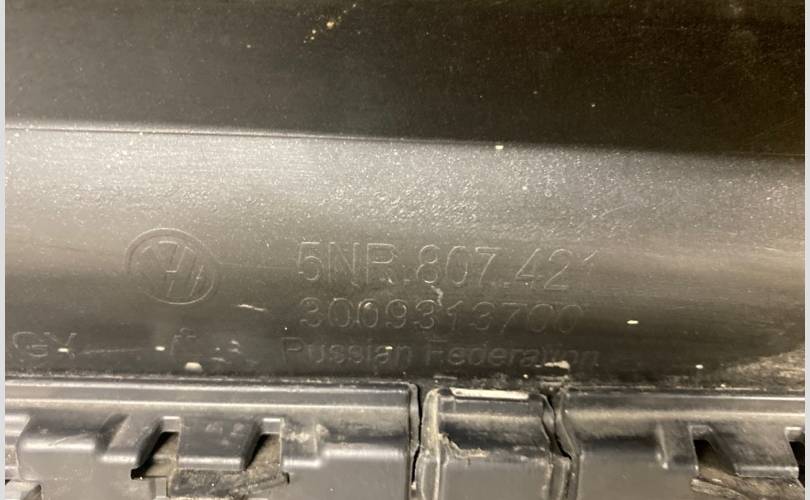 5NR.807.421
3009313700
Russian Federation